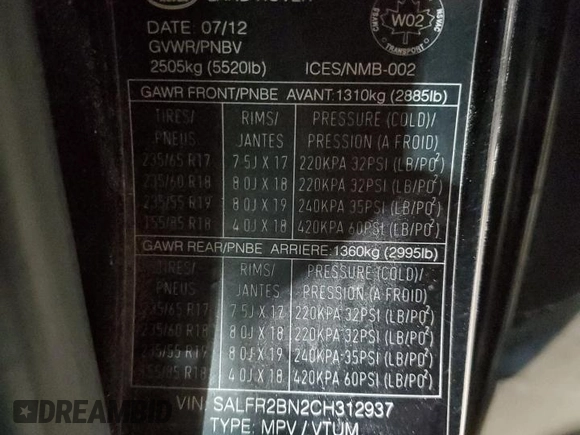 LAND ROVER
W02
TRANSPORT
DATE: 07/12
GVWR/PNBV
2505kg (5520lb) ICES/NMB-002
GAWR FRONT/PNBE AVANT:1310kg (2885lb)
TIRES/ RIMS/ PRESSURE (COLD)/
PNEUS JANTES PRESSION (A FROID)
235/65 R17 7.5J X 17 220KPA 32PSI (LB/PO²)
235/60 R18 8.0J X 18 220KPA 32PSI (LB/PO²)
235/55 R19 8.0J X 19 240KPA 35PSI (LB/PO²)
155/85 R18 4.0J X 18 420KPA 60PSI (LB/PO²)
GAWR REAR/PNBE ARRIERE:1360kg (2995lb)
TIRES/ RIMS/ PRESSURE (COLD)/
PNEUS JANTES PRESSION (A FROID)
235/65 R17 7.5J X 17 220KPA 32PSI (LB/PO²)
235/60 R18 8.0J X 18 220KPA 32PSI (LB/PO²)
235/55 R19 8.0J X 19 240KPA 35PSI (LB/PO²)
155/85 R18 4.0J X 18 420KPA 60PSI (LB/PO²)
VIN: SALFR2BN2CH312937
TYPE: MPV / VTUM
AUTOBIDCAR